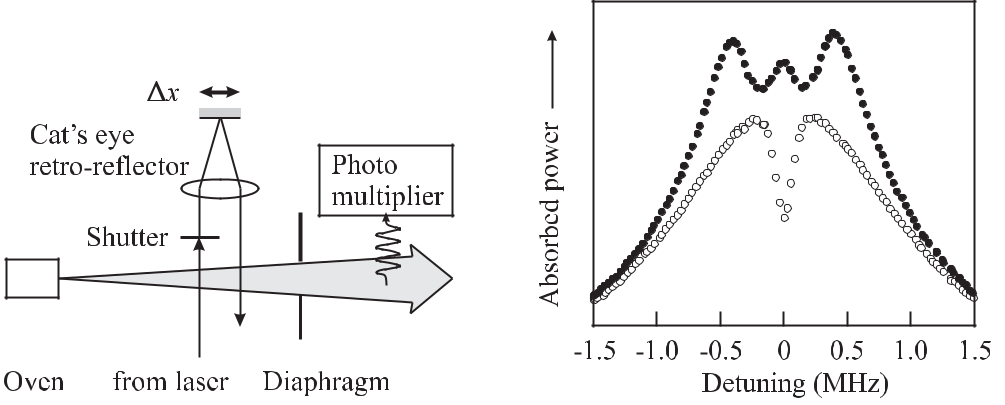 Δx
Cat's eye
retro-reflector
Photo
multiplier
Shutter
Oven
from laser
Diaphragm
Absorbed power
-1.5
-1.0
-0.5
0
0.5
1.0
1.5
Detuning (MHz)